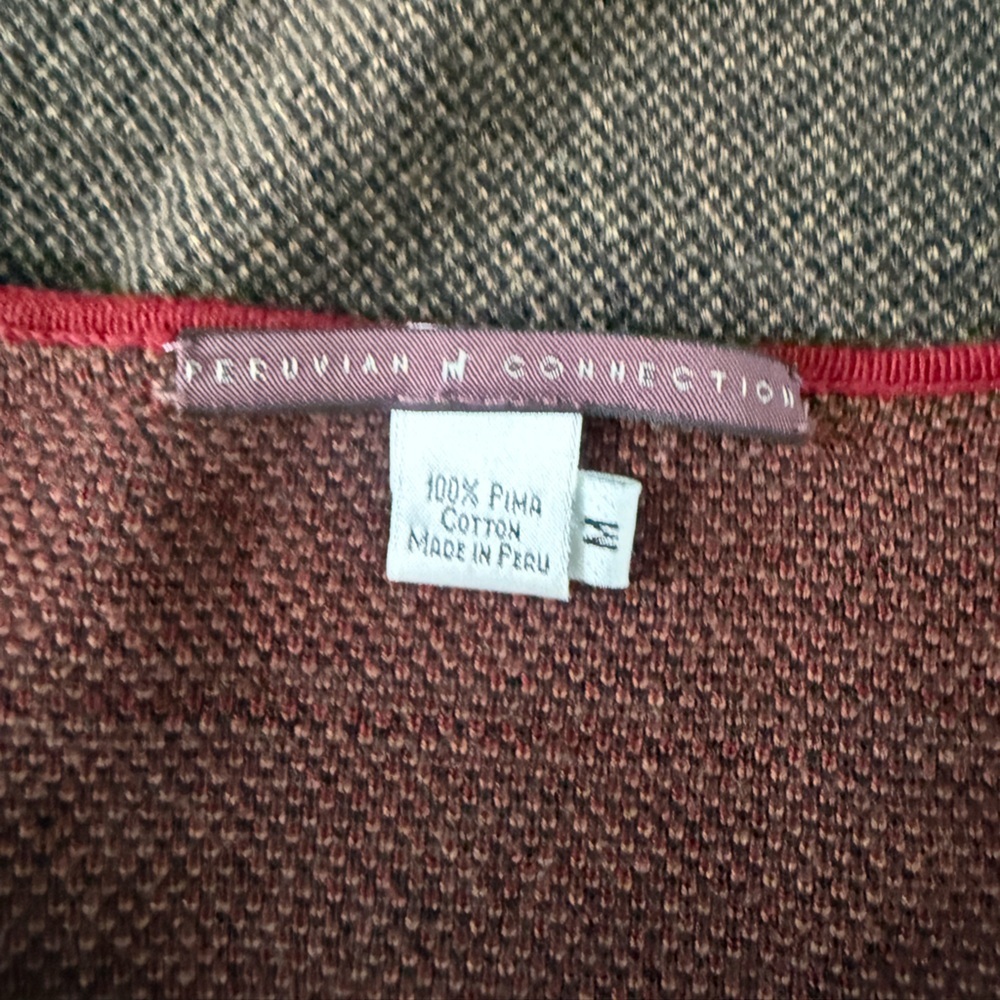 PERUVIAN CONNECTION
100% PIMA
COTTON
MADE IN PERU
M